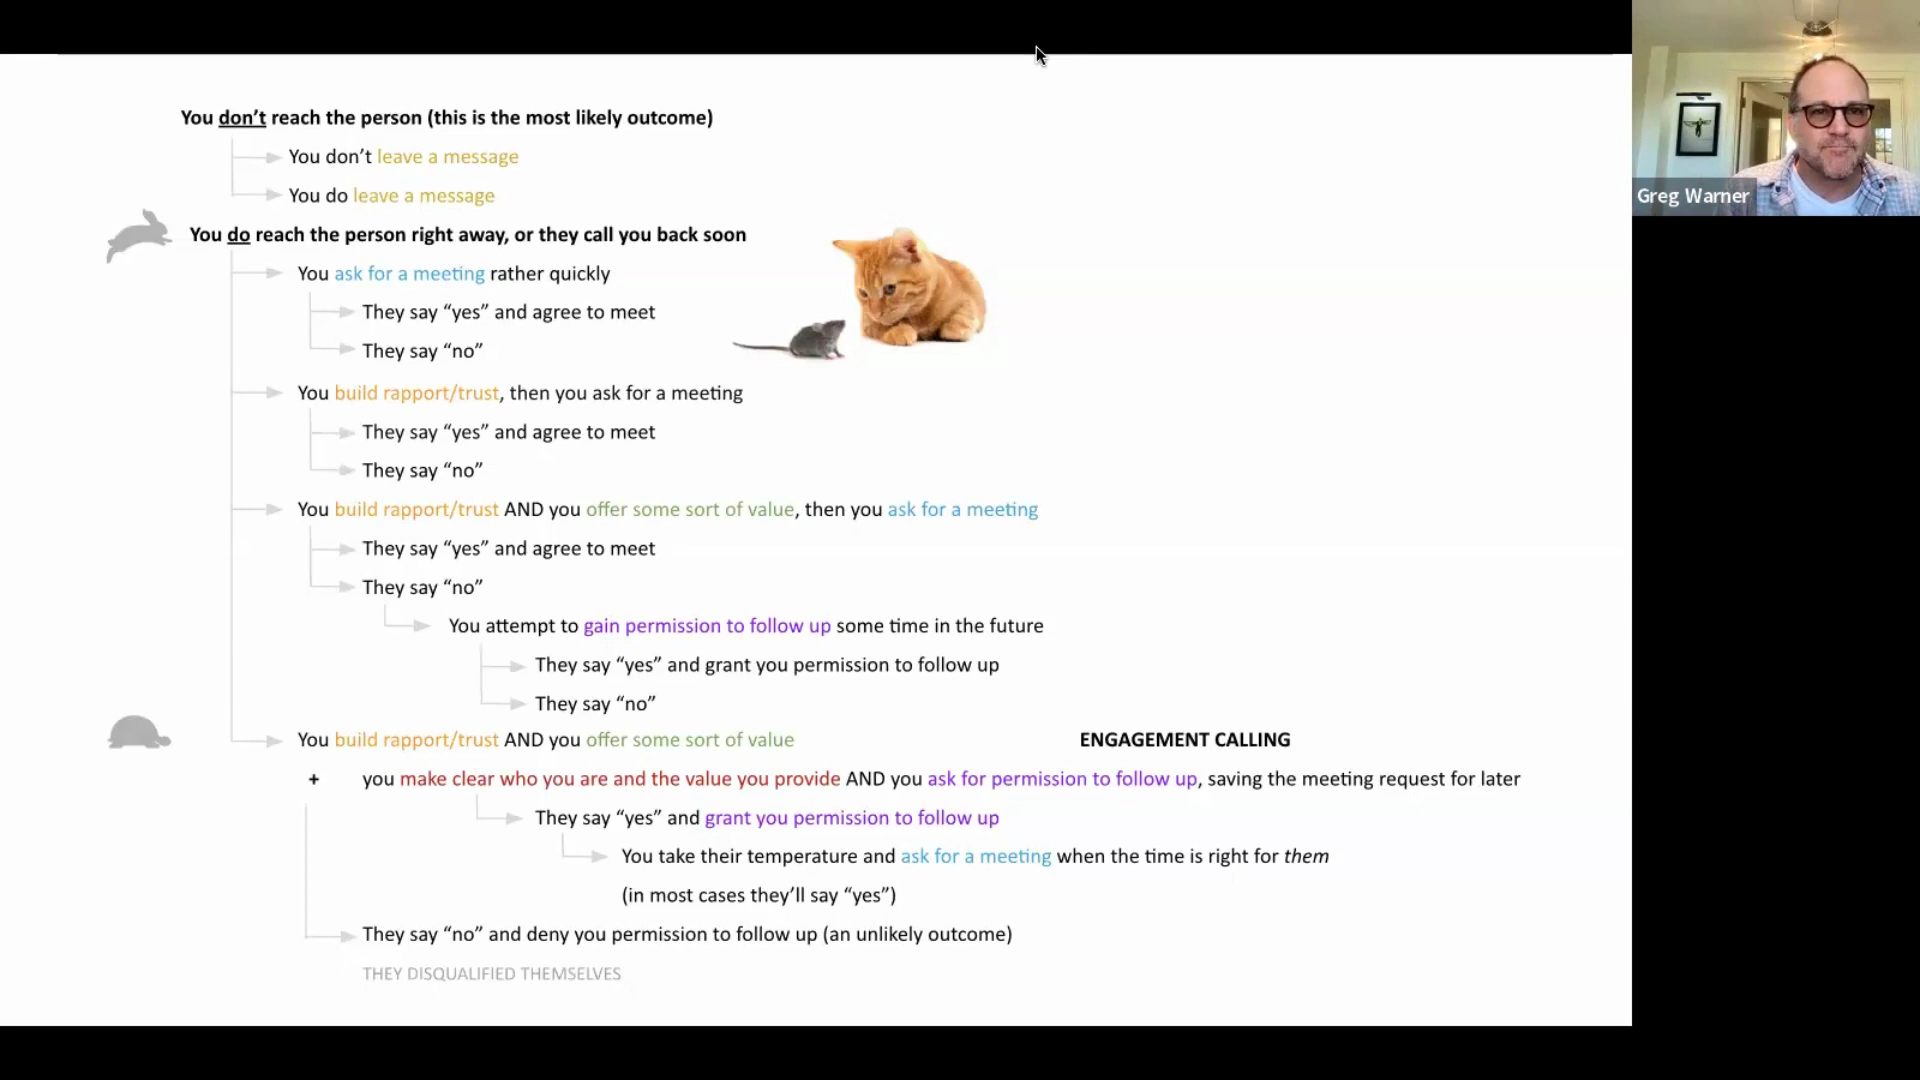 You don’t reach the person (this is the most likely outcome)
You don’t leave a message
You do leave a message
You do reach the person right away, or they call you back soon
You ask for a meeting rather quickly
They say “yes” and agree to meet
They say “no”
You build rapport/trust, then you ask for a meeting
They say “yes” and agree to meet
They say “no”
You build rapport/trust AND you offer some sort of value, then you ask for a meeting
They say “yes” and agree to meet
They say “no”
You attempt to gain permission to follow up some time in the future
They say “yes” and grant you permission to follow up
They say “no”
You build rapport/trust AND you offer some sort of value
ENGAGEMENT CALLING
+ you make clear who you are and the value you provide AND you ask for permission to follow up, saving the meeting request for later
They say “yes” and grant you permission to follow up
You take their temperature and ask for a meeting when the time is right for them
(in most cases they’ll say “yes”)
They say “no” and deny you permission to follow up (an unlikely outcome)
THEY DISQUALIFIED THEMSELVES
Greg Warner